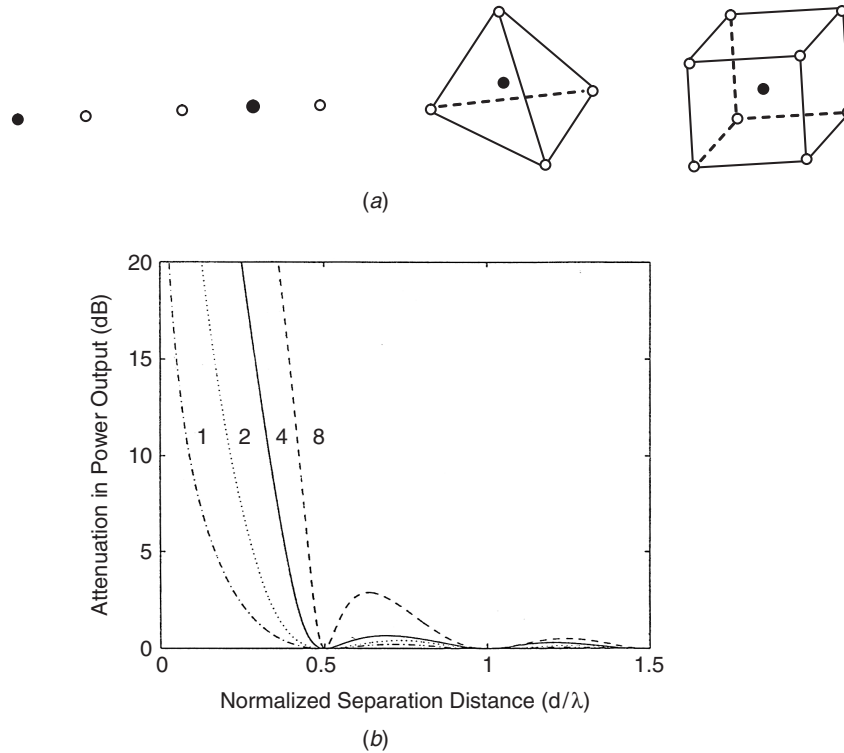 (a)
20
15
10
5
0
1 2 4 8
0 0.5 1 1.5
Attenuation in Power Output (dB)
Normalized Separation Distance (d/λ)
(b)